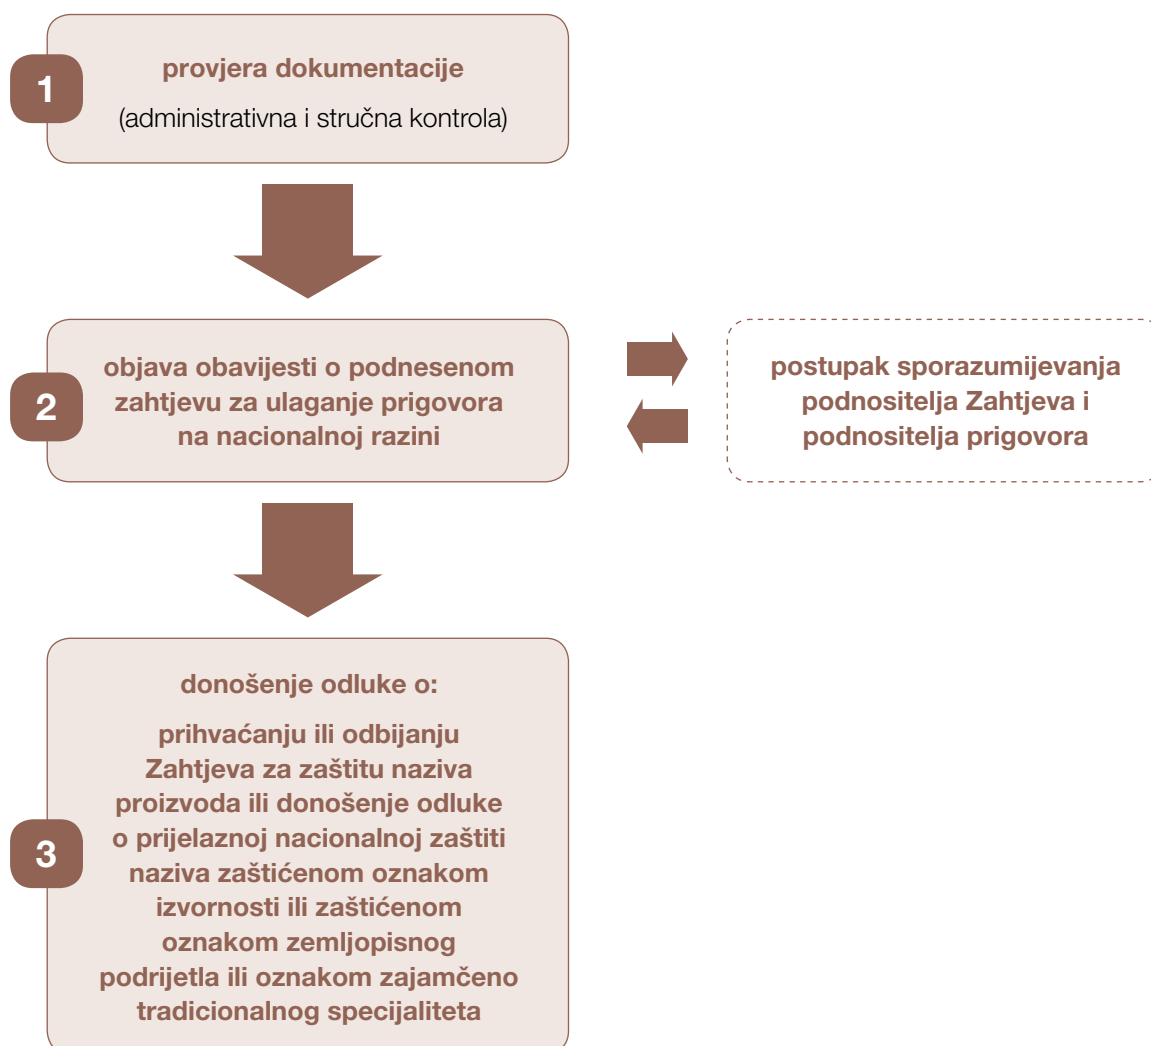 1
provjera dokumentacije
(administrativna i stručna kontrola)
2
objava obavijesti o podnesenom
zahtjevu za ulaganje prigovora
na nacionalnoj razini
postupak sporazumijevanja
podnositelja Zahtjeva i
podnositelja prigovora
3
donošenje odluke o:
prihvaćanju ili odbijanju
Zahtjeva za zaštitu naziva
proizvoda ili donošenje odluke
o prijelaznoj nacionalnoj zaštiti
naziva zaštićenom oznakom
izvornosti ili zaštićenom
oznakom zemljopisnog
podrijetla ili oznakom zajamčeno
tradicionalnog specijaliteta